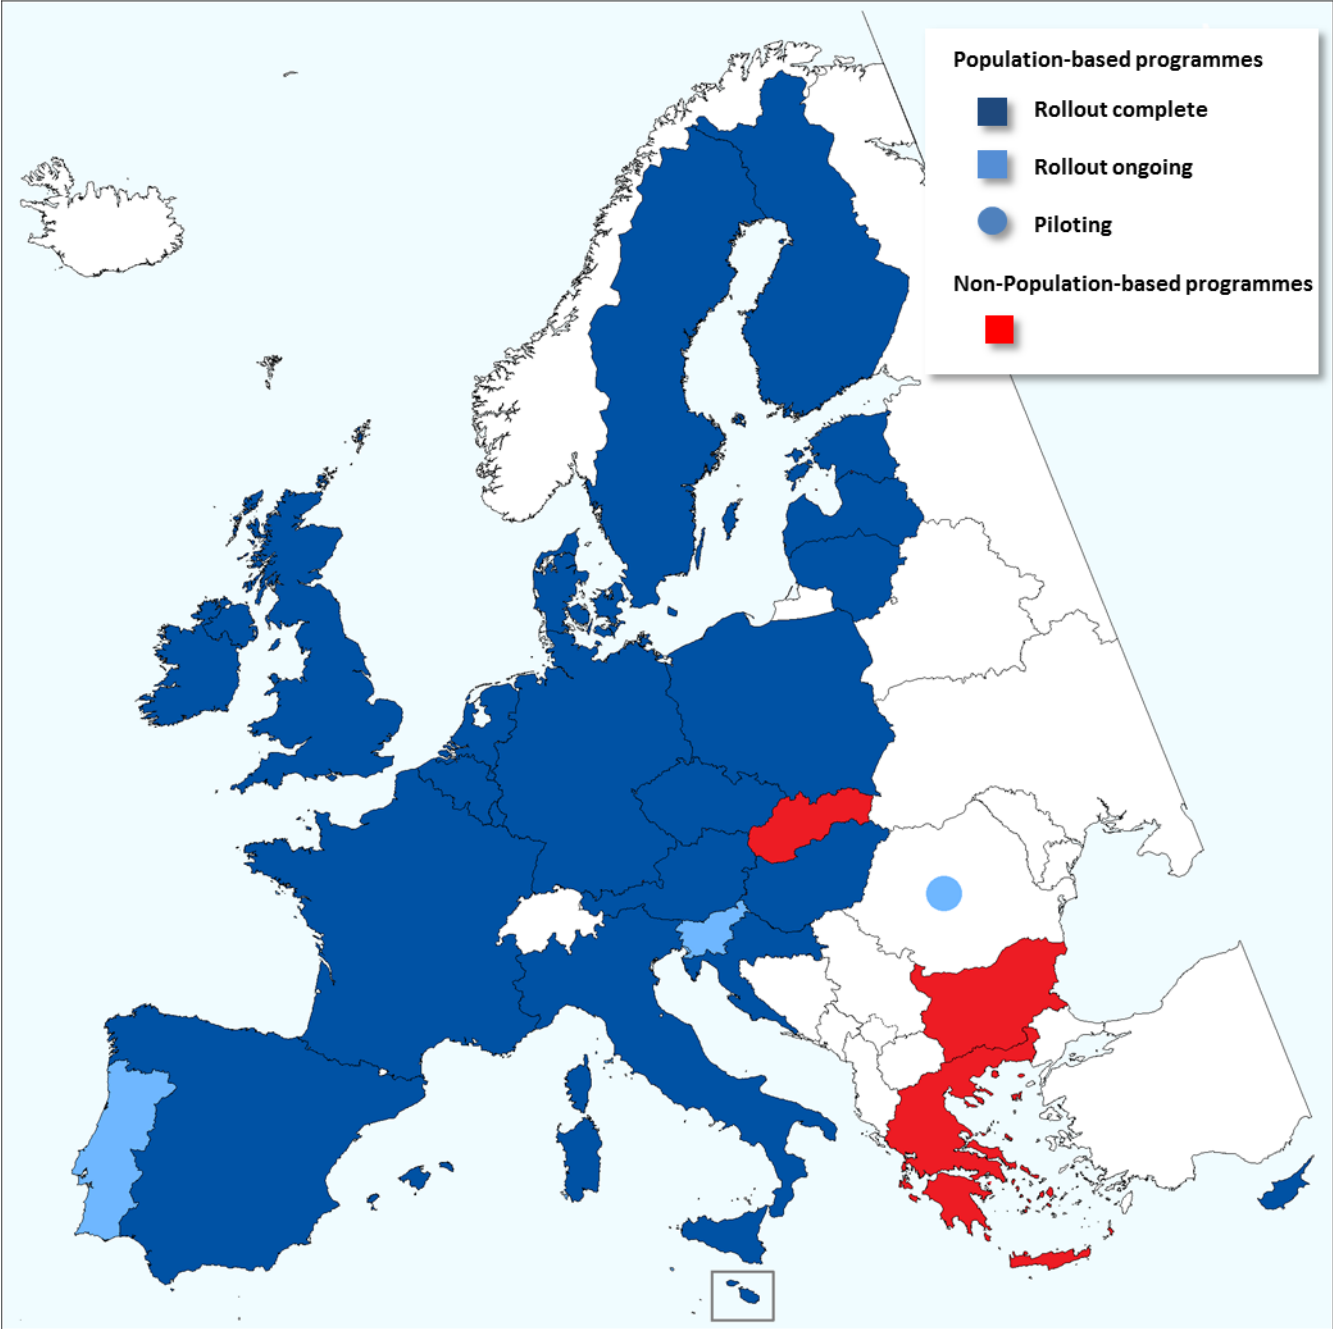 Population-based programmes
Rollout complete
Rollout ongoing
Piloting
Non-Population-based programmes